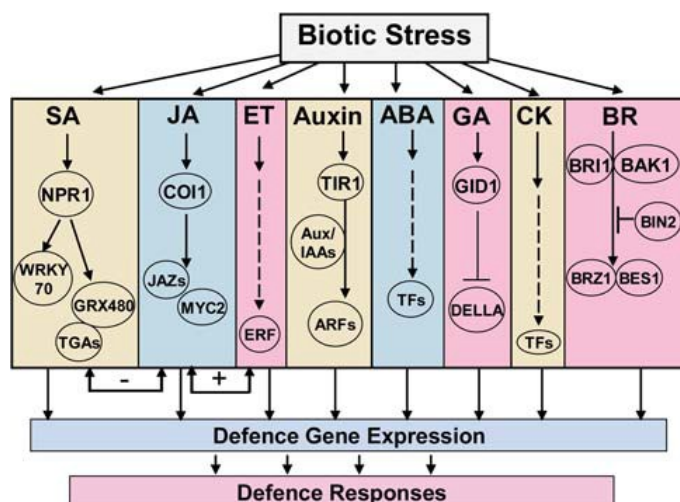 Biotic Stress
SA
JA
ET
Auxin
ABA
GA
CK
BR
NPR1
COI1
TIR1
GID1
BRI1
BAK1
Aux/
IAAs
BIN2
WRKY
70
GRX480
TGAs
JAZs
MYC2
ERF
ARFs
TFs
DELLA
TFs
BRZ1
BES1
-
+
Defence Gene Expression
Defence Responses